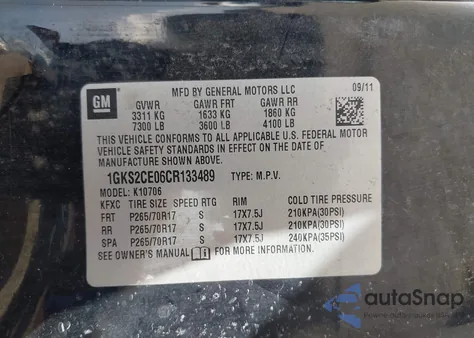 GM
MFD BY GENERAL MOTORS LLC
09/11
GVWR GAWR FRT GAWR RR
3311 KG 1633 KG 1860 KG
7300 LB 3600 LB 4100 LB
THIS VEHICLE CONFORMS TO ALL APPLICABLE U.S. FEDERAL MOTOR
VEHICLE SAFETY STANDARDS IN EFFECT ON THE DATE OF
MANUFACTURE SHOWN ABOVE.
1GKS2CE06CR133489 TYPE: M.P.V.
MODEL: K10706
KFXC TIRE SIZE SPEED RTG RIM COLD TIRE PRESSURE
FRT P265/70R17 S 17X7.5J 210KPA(30PSI)
RR P265/70R17 S 17X7.5J 210KPA(30PSI)
SPA P265/70R17 S 17X7.5J 240KPA(35PSI)
SEE OWNER'S MANUAL FOR MORE INFORMATION.
autoSnap